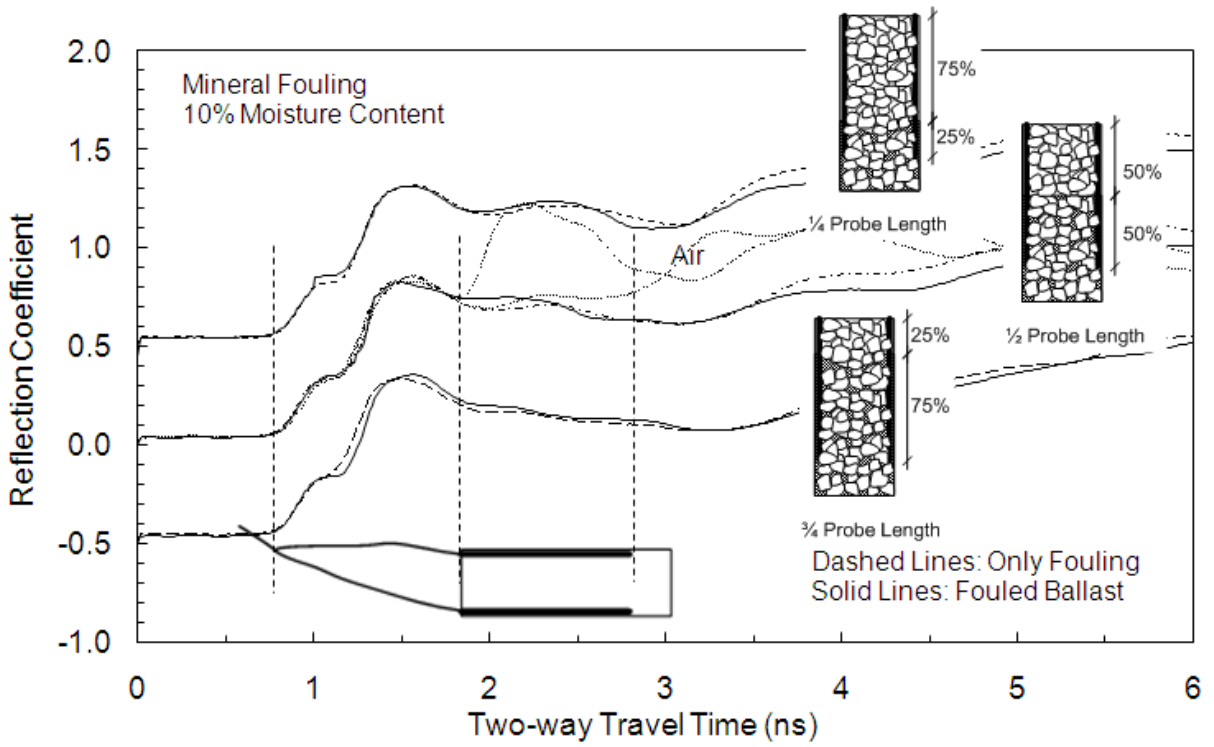 2.0
1.5
1.0
0.5
0.0
-0.5
-1.0
Reflection Coefficient
Mineral Fouling
10% Moisture Content
Air
75%
25%
¼ Probe Length
50%
50%
½ Probe Length
25%
75%
¾ Probe Length
Dashed Lines: Only Fouling
Solid Lines: Fouled Ballast
0 1 2 3 4 5 6
Two-way Travel Time (ns)